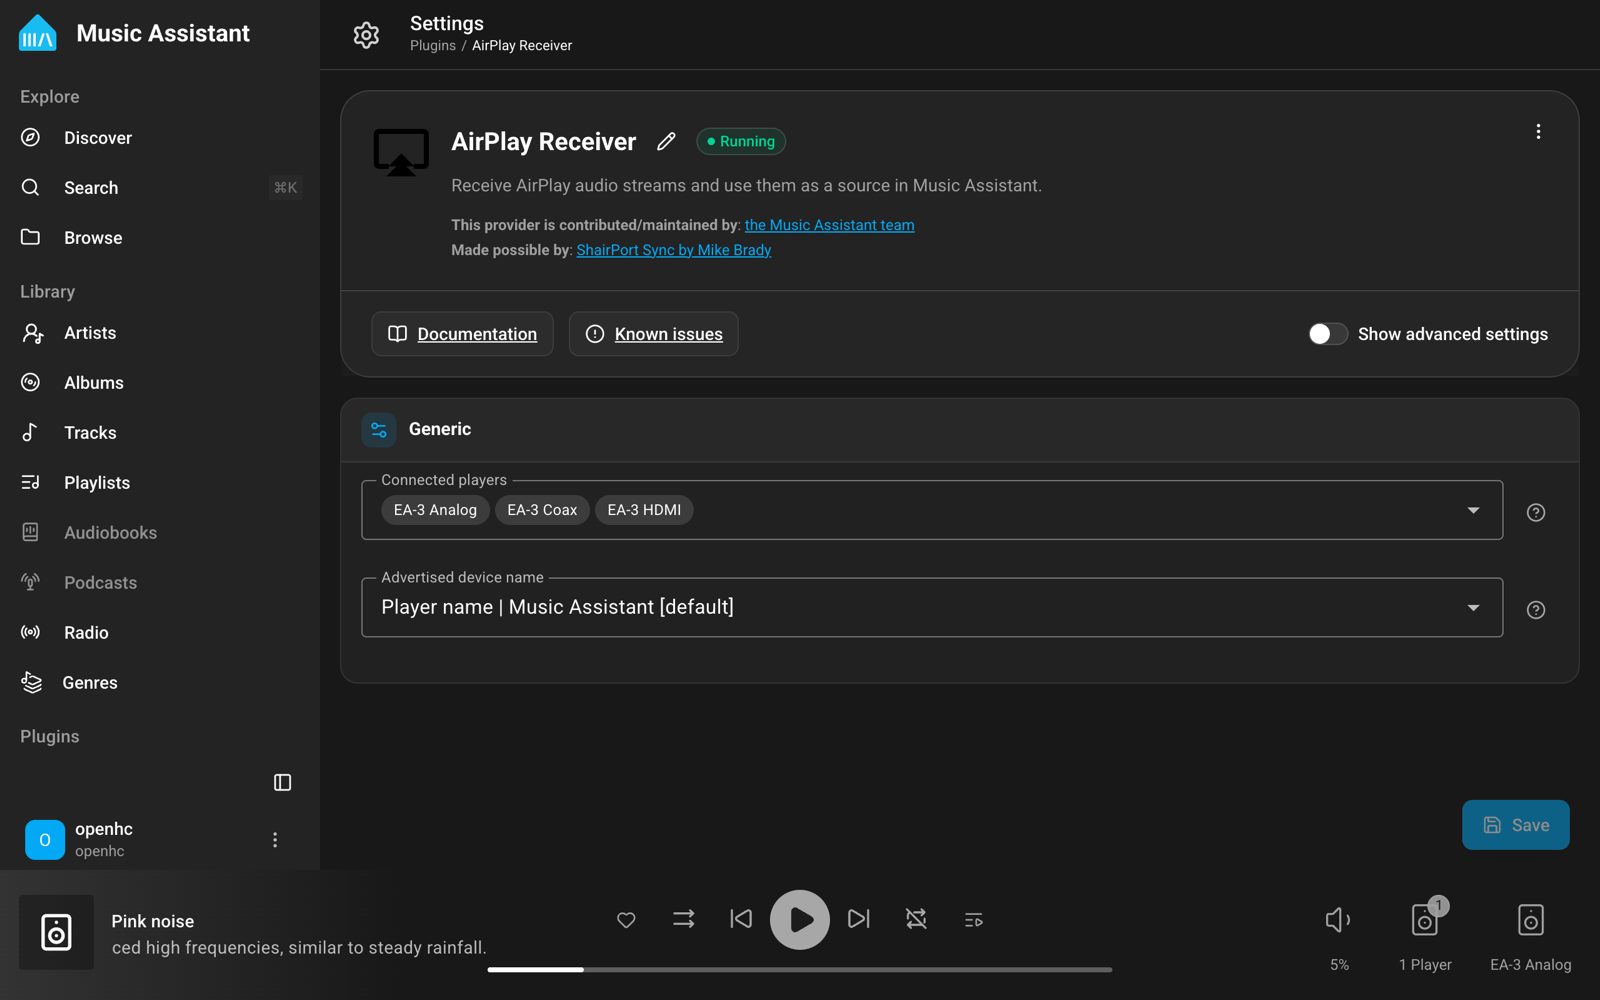 Music Assistant
Explore
Discover
Search ⌘K
Browse
Library
Artists
Albums
Tracks
Playlists
Audiobooks
Podcasts
Radio
Genres
Plugins
O
openhc
openhc
Settings
Plugins / AirPlay Receiver
AirPlay Receiver
Running
Receive AirPlay audio streams and use them as a source in Music Assistant.
This provider is contributed/maintained by: the Music Assistant team
Made possible by: ShairPort Sync by Mike Brady
Documentation
Known issues
Show advanced settings
Generic
Connected players
EA-3 Analog EA-3 Coax EA-3 HDMI
Advertised device name
Player name | Music Assistant [default]
Save
Pink noise
ced high frequencies, similar to steady rainfall.
5%
1
1 Player
EA-3 Analog